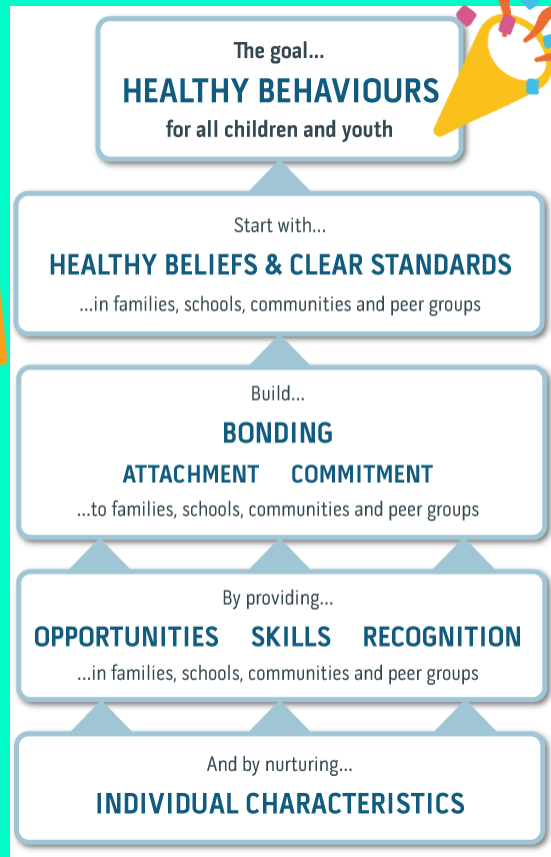 The goal...
HEALTHY BEHAVIOURS
for all children and youth
Start with...
HEALTHY BELIEFS & CLEAR STANDARDS
...in families, schools, communities and peer groups
Build...
BONDING
ATTACHMENT COMMITMENT
...to families, schools, communities and peer groups
By providing...
OPPORTUNITIES SKILLS RECOGNITION
...in families, schools, communities and peer groups
And by nurturing...
INDIVIDUAL CHARACTERISTICS